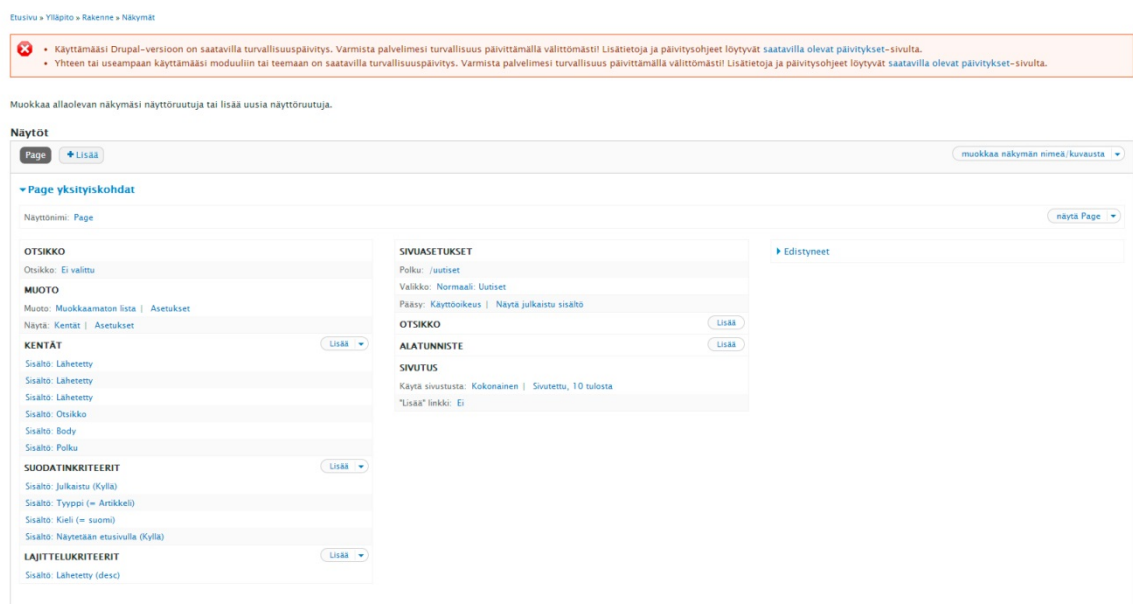 Etusivu » Ylläpito » Rakenne » Näkymät
Käyttämääsi Drupal-versioon on saatavilla turvallisuuspäivitys. Varmista palvelimesi turvallisuus päivittämällä välittömästi! Lisätietoja ja päivitysohjeet löytyvät saatavilla olevat päivitykset-sivulta.
Yhteen tai useampaan käyttämääsi moduuliin tai teemaan on saatavilla turvallisuuspäivitys. Varmista palvelimesi turvallisuus päivittämällä välittömästi! Lisätietoja ja päivitysohjeet löytyvät saatavilla olevat päivitykset-sivulta.
Muokkaa allaolevan näkymäsi näyttöruutuja tai lisää uusia näyttöruutuja.
Näytöt
Page Lisää muokkaa näkymän nimeä/kuvausta
Page yksityiskohdat
Näyttönimi: Page näytä Page
OTSIKKO
Otsikko: Ei valittu
MUOTO
Muoto: Muokkaamaton lista | Asetukset
Näytä: Kentät | Asetukset
KENTÄT Lisää
Sisältö: Lähetetty
Sisältö: Lähetetty
Sisältö: Lähetetty
Sisältö: Otsikko
Sisältö: Body
Sisältö: Polku
SUODATINKRITEERIT Lisää
Sisältö: Julkaistu (Kyllä)
Sisältö: Tyyppi (= Artikkeli)
Sisältö: Kieli (= suomi)
Sisältö: Näytetään etusivulla (Kyllä)
LAJITTELUKRITEERIT Lisää
Sisältö: Lähetetty (desc)
SIVUASETUKSET
Polku: /uutiset
Valikko: Normaali: Uutiset
Pääsy: Käyttöoikeus | Näytä julkaistu sisältö
OTSIKKO Lisää
ALATUNNISTE Lisää
SIVUTUS
Käytä sivustusta: Kokonainen | Sivutettu, 10 tulosta
"Lisää" linkki: Ei
Edistyneet